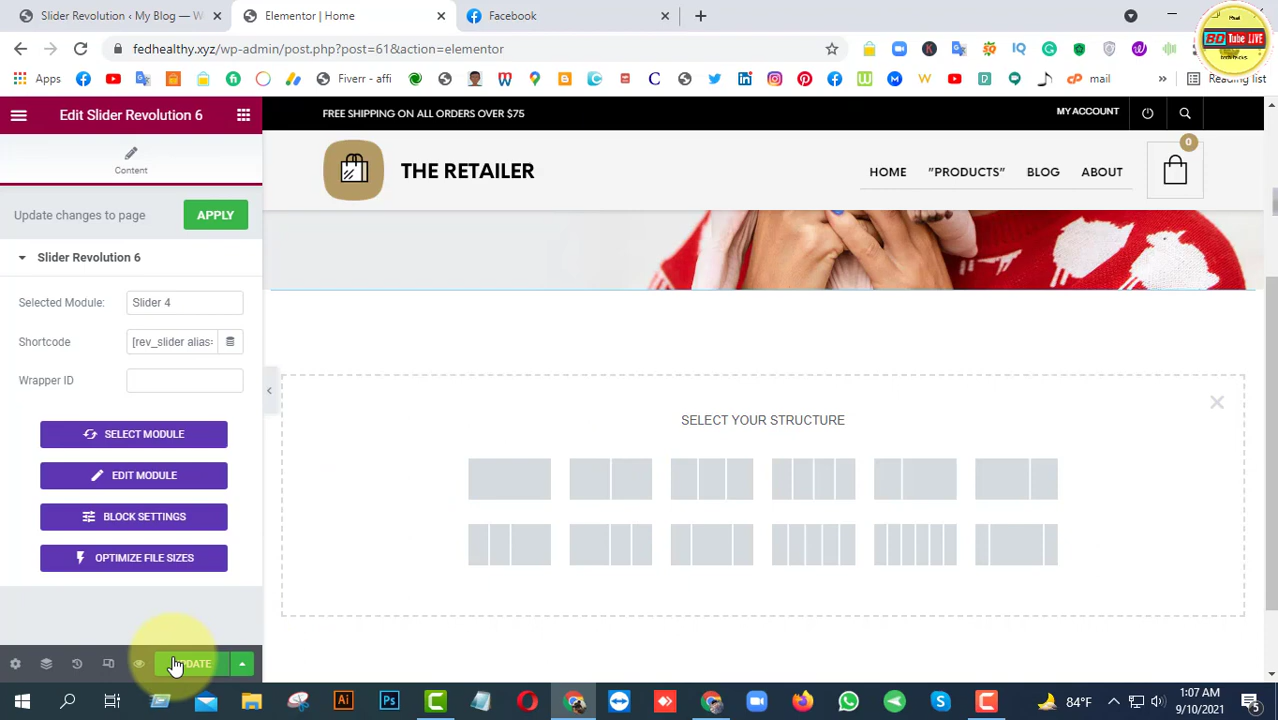 Slider Revolution ‹ My Blog — W
Elementor | Home
Facebook
BD Tube LIVE
fedhealthy.xyz/wp-admin/post.php?post=61&action=elementor
Apps
Fiverr - affi
mail
»
Reading list
Edit Slider Revolution 6
Content
Update changes to page
APPLY
Slider Revolution 6
Selected Module:
Slider 4
Shortcode
[rev_slider alias=
Wrapper ID
SELECT MODULE
EDIT MODULE
BLOCK SETTINGS
OPTIMIZE FILE SIZES
FREE SHIPPING ON ALL ORDERS OVER $75
MY ACCOUNT
THE RETAILER
HOME
"PRODUCTS"
BLOG
ABOUT
0
SELECT YOUR STRUCTURE
1:07 AM
84°F
9/10/2021
5